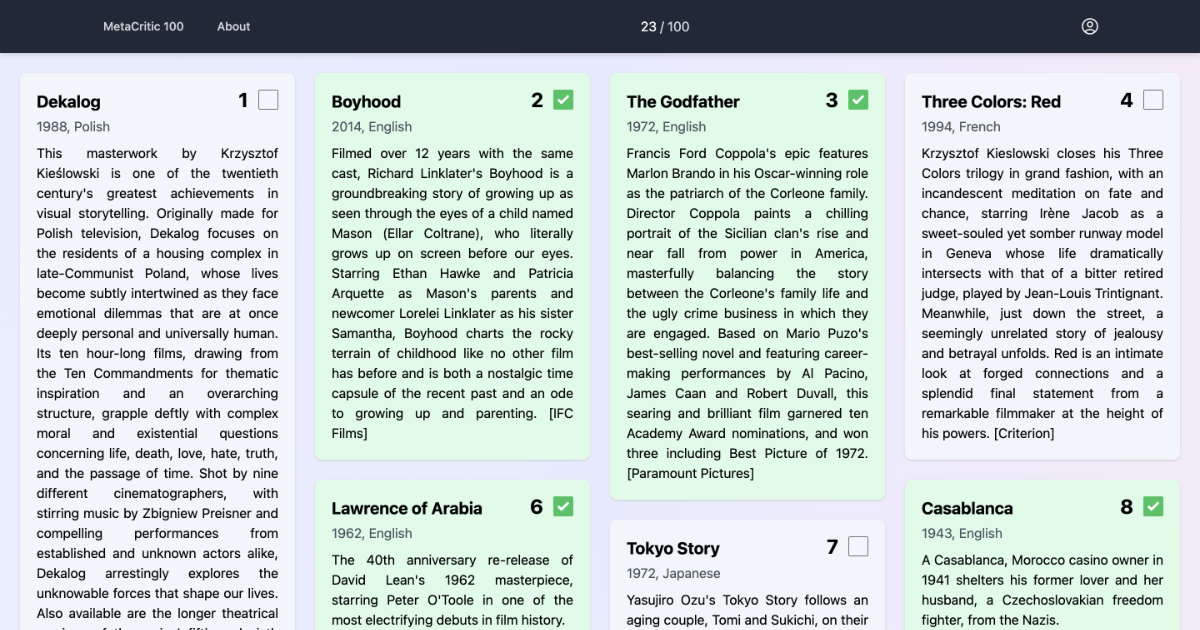 MetaCritic 100
About
23 / 100
Dekalog
1
1988, Polish
This masterwork by Krzysztof
Kieślowski is one of the twentieth
century's greatest achievements in
visual storytelling. Originally made for
Polish television, Dekalog focuses on
the residents of a housing complex in
late-Communist Poland, whose lives
become subtly intertwined as they face
emotional dilemmas that are at once
deeply personal and universally human.
Its ten hour-long films, drawing from
the Ten Commandments for thematic
inspiration and an overarching
structure, grapple deftly with complex
moral and existential questions
concerning life, death, love, hate, truth,
and the passage of time. Shot by nine
different cinematographers, with
stirring music by Zbigniew Preisner and
compelling performances from
established and unknown actors alike,
Dekalog arrestingly explores the
unknowable forces that shape our lives.
Also available are the longer theatrical
Boyhood
2
2014, English
Filmed over 12 years with the same
cast, Richard Linklater's Boyhood is a
groundbreaking story of growing up as
seen through the eyes of a child named
Mason (Ellar Coltrane), who literally
grows up on screen before our eyes.
Starring Ethan Hawke and Patricia
Arquette as Mason's parents and
newcomer Lorelei Linklater as his sister
Samantha, Boyhood charts the rocky
terrain of childhood like no other film
has before and is both a nostalgic time
capsule of the recent past and an ode
to growing up and parenting. [IFC
Films]
Lawrence of Arabia
6
1962, English
The 40th anniversary re-release of
David Lean's 1962 masterpiece,
starring Peter O'Toole in one of the
most electrifying debuts in film history.
The Godfather
3
1972, English
Francis Ford Coppola's epic features
Marlon Brando in his Oscar-winning role
as the patriarch of the Corleone family.
Director Coppola paints a chilling
portrait of the Sicilian clan's rise and
near fall from power in America,
masterfully balancing the story
between the Corleone's family life and
the ugly crime business in which they
are engaged. Based on Mario Puzo's
best-selling novel and featuring career-
making performances by Al Pacino,
James Caan and Robert Duvall, this
searing and brilliant film garnered ten
Academy Award nominations, and won
three including Best Picture of 1972.
[Paramount Pictures]
Tokyo Story
7
1972, Japanese
Yasujiro Ozu's Tokyo Story follows an
aging couple, Tomi and Sukichi, on their
Three Colors: Red
4
1994, French
Krzysztof Kieslowski closes his Three
Colors trilogy in grand fashion, with an
incandescent meditation on fate and
chance, starring Irène Jacob as a
sweet-souled yet somber runway model
in Geneva whose life dramatically
intersects with that of a bitter retired
judge, played by Jean-Louis Trintignant.
Meanwhile, just down the street, a
seemingly unrelated story of jealousy
and betrayal unfolds. Red is an intimate
look at forged connections and a
splendid final statement from a
remarkable filmmaker at the height of
his powers. [Criterion]
Casablanca
8
1943, English
A Casablanca, Morocco casino owner in
1941 shelters his former lover and her
husband, a Czechoslovakian freedom
fighter, from the Nazis.